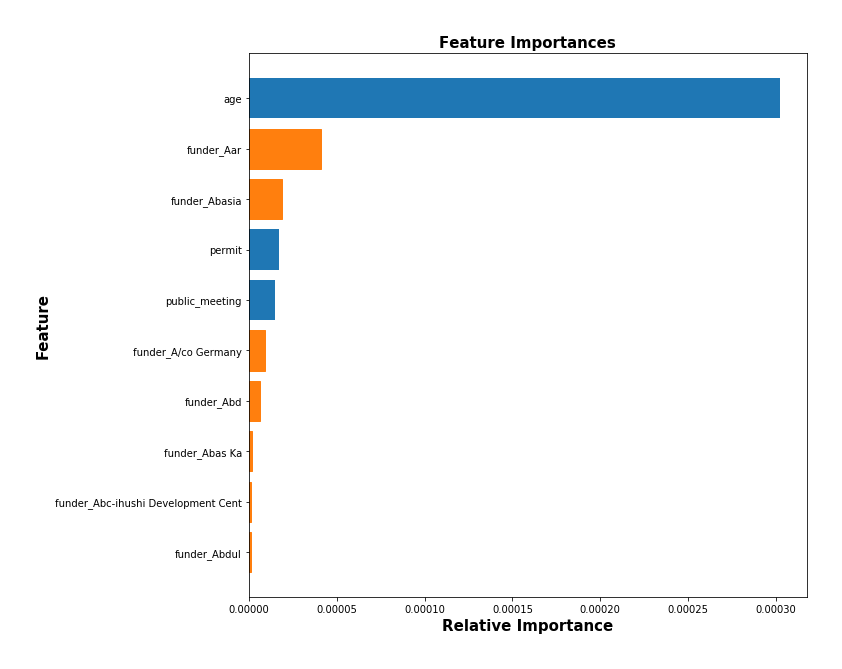 Feature Importances
age
funder_Aar
funder_Abasia
permit
public_meeting
funder_A/co Germany
funder_Abd
funder_Abas Ka
funder_Abc-ihushi Development Cent
funder_Abdul
Feature
0.00000 0.00005 0.00010 0.00015 0.00020 0.00025 0.00030
Relative Importance